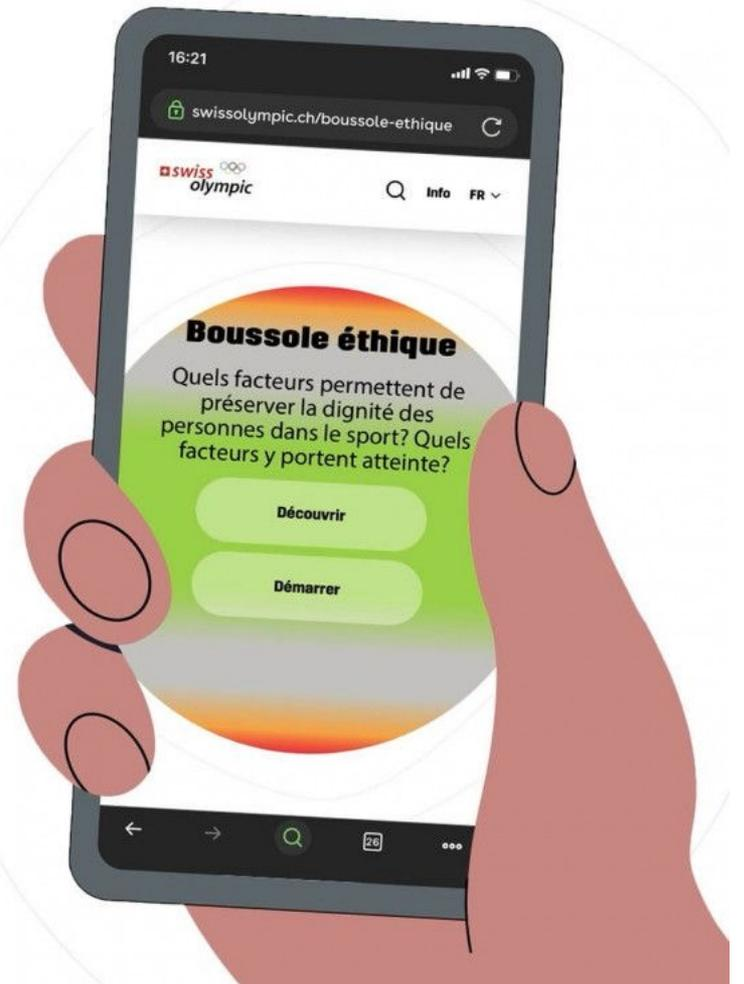 16:21
swissolympic.ch/boussole-ethique
swiss
olympic
Info FR
Boussole éthique
Quels facteurs permettent de
préserver la dignité des
personnes dans le sport? Quels
facteurs y portent atteinte?
Découvrir
Démarrer
26